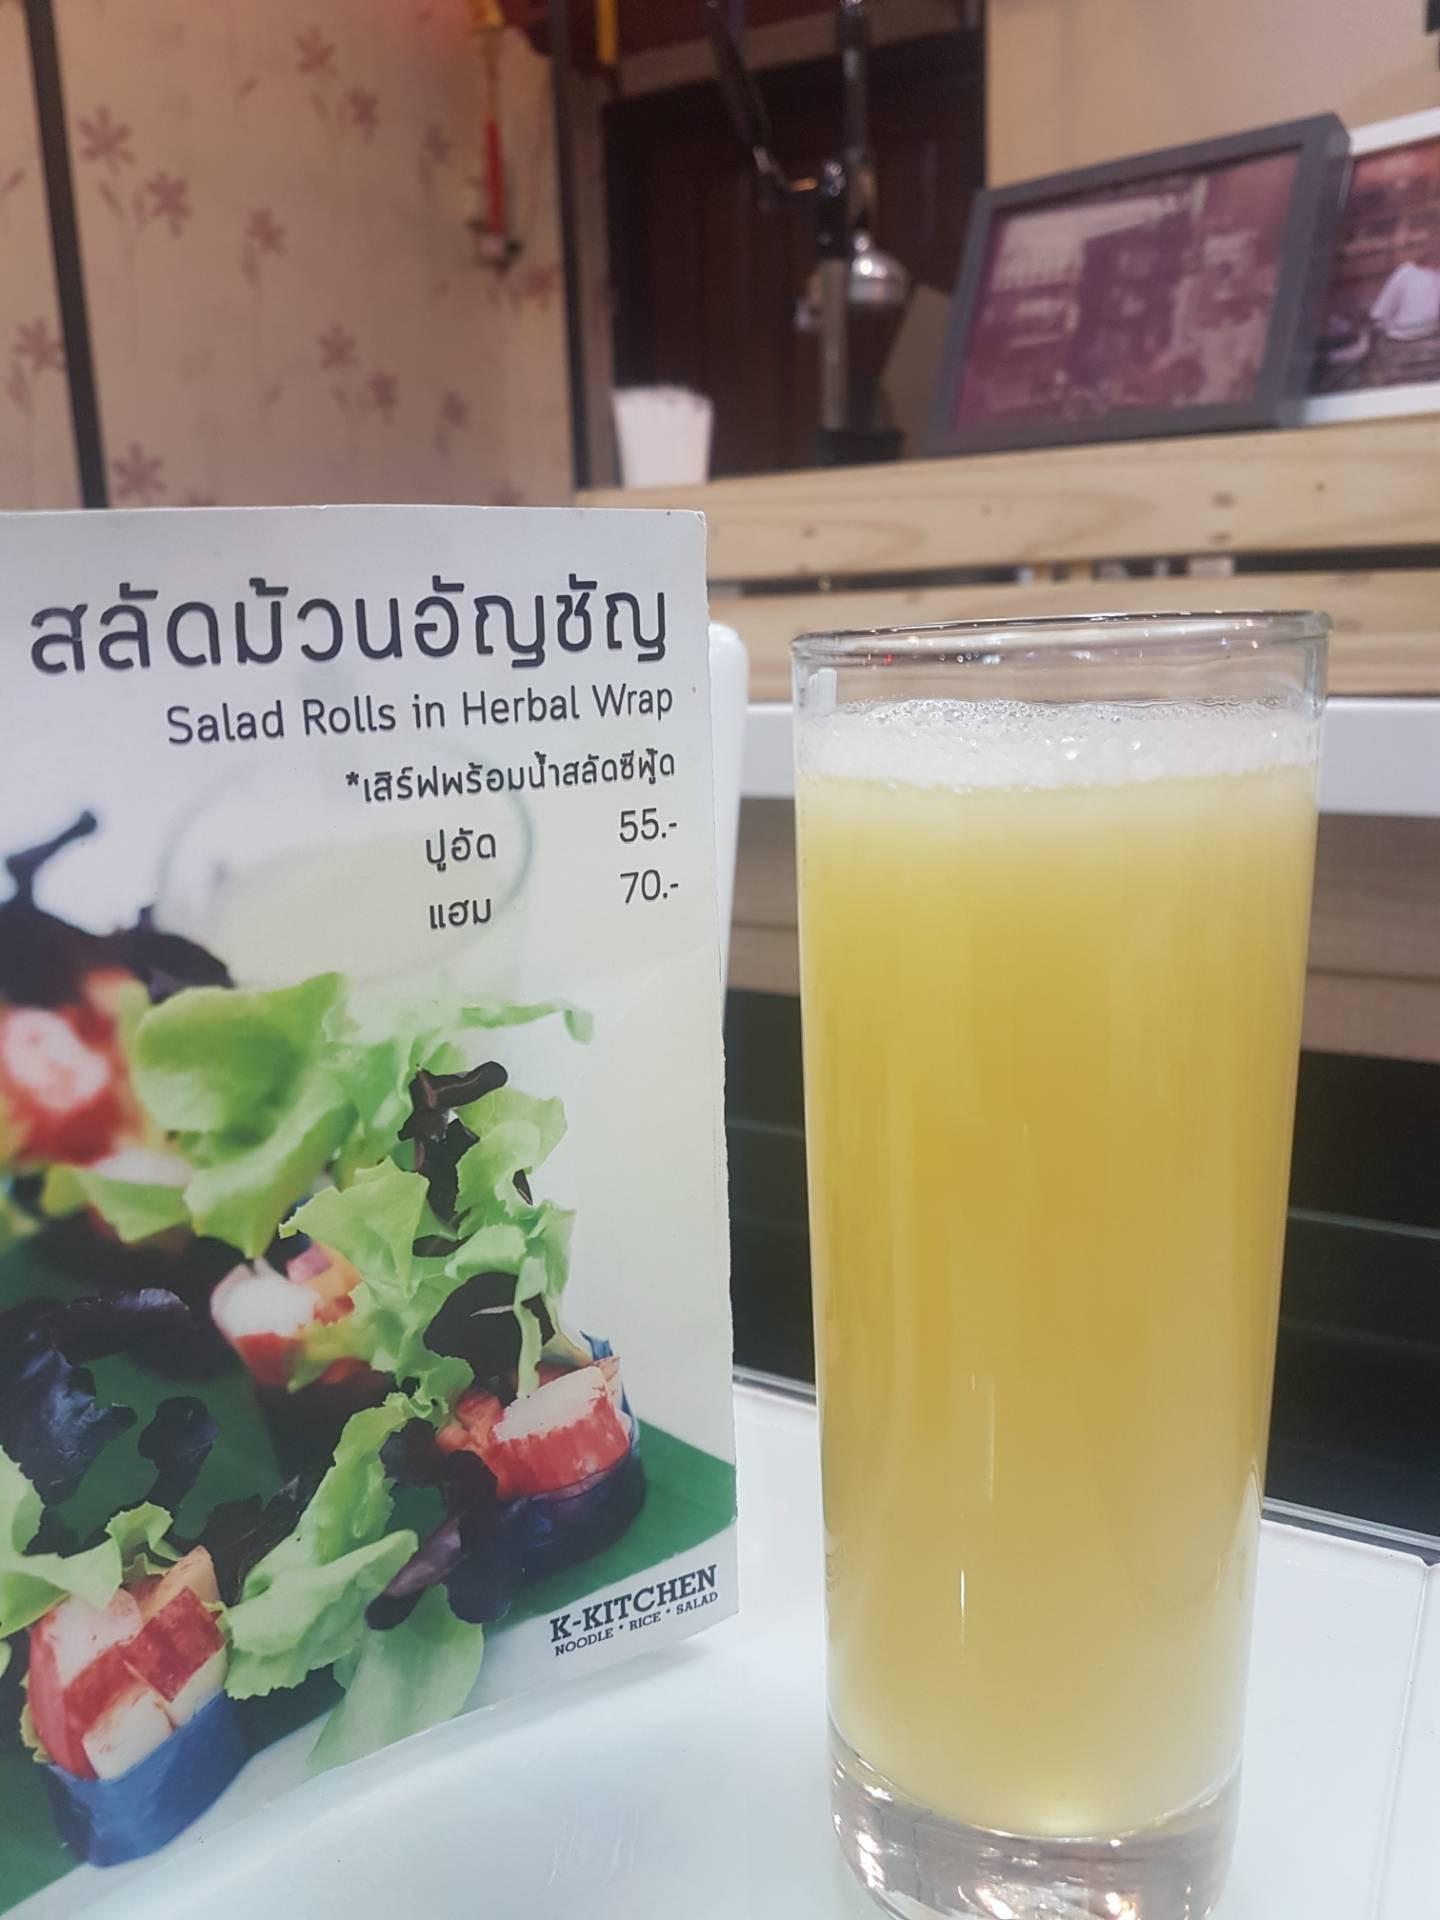 สลัดม้วนอัญชัญ
Salad Rolls in Herbal Wrap
*เสิร์ฟพร้อมน้ำสลัดซีฟู้ด
ปูอัด 55.-
แฮม 70.-
K-KITCHEN
NOODLE • RICE • SALAD